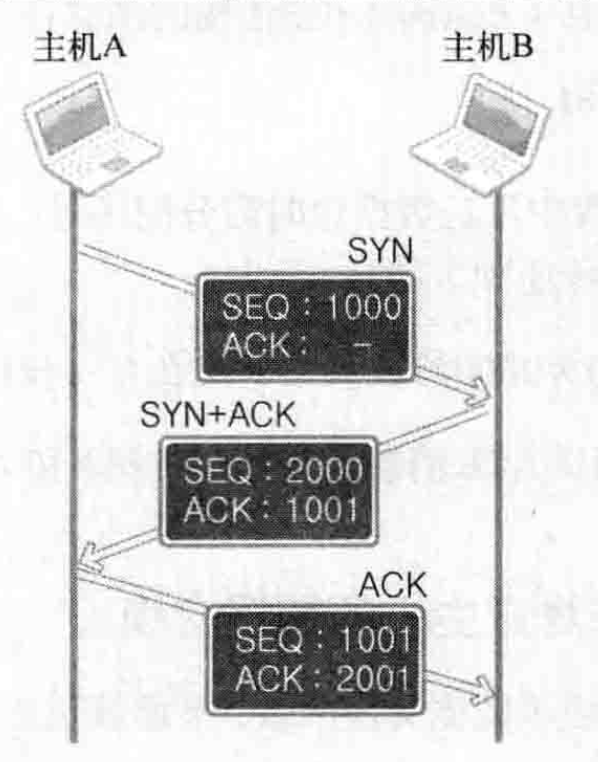 主机A
主机B
SYN
SEQ : 1000
ACK : -
SYN+ACK
SEQ : 2000
ACK : 1001
ACK
SEQ : 1001
ACK : 2001